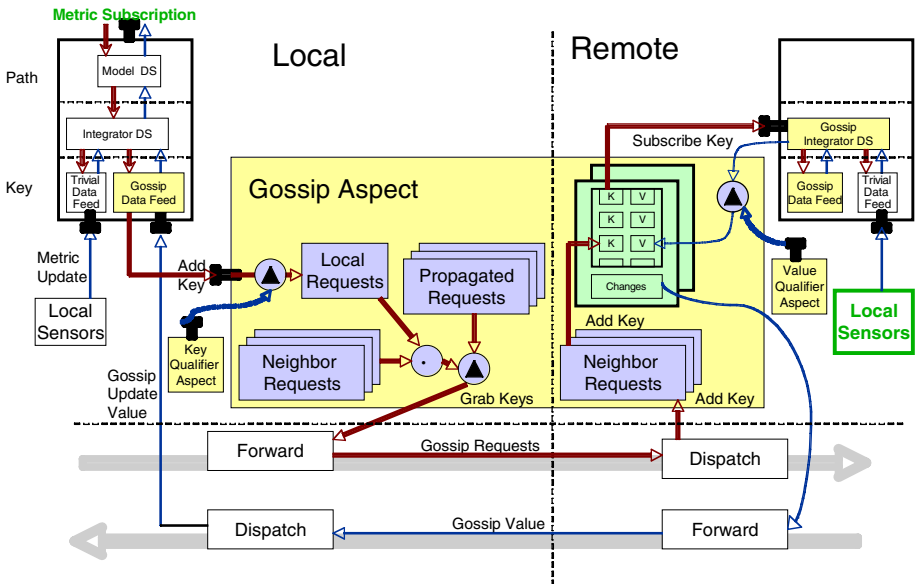 Metric Subscription
Local
Remote
Path
Model DS
Integrator DS
Subscribe Key
Gossip
Integrator DS
Key
Trivial
Data
Feed
Gossip
Data Feed
Gossip Aspect
K V
K V
Gossip
Data Feed
Trivial
Data
Feed
Metric
Update
Add
Key
Local
Requests
Propagated
Requests
Changes
Value
Qualifier
Aspect
Local
Sensors
Local
Sensors
Key
Qualifier
Aspect
Neighbor
Requests
Add Key
Neighbor
Requests
Gossip
Update
Value
Grab Keys
Add Key
Forward
Gossip Requests
Dispatch
Dispatch
Gossip Value
Forward